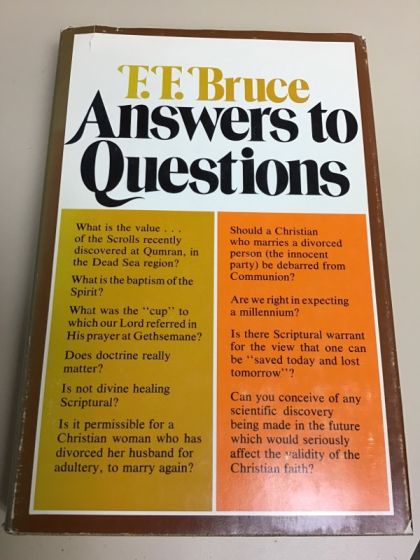 F.F. Bruce
Answers to
Questions
What is the value . . .
of the Scrolls recently
discovered at Qumran, in
the Dead Sea region?
What is the baptism of the
Spirit?
What was the "cup" to
which our Lord referred in
His prayer at Gethsemane?
Does doctrine really
matter?
Is not divine healing
Scriptural?
Is it permissible for a
Christian woman who has
divorced her husband for
adultery, to marry again?
Should a Christian
who marries a divorced
person (the innocent
party) be debarred from
Communion?
Are we right in expecting
a millennium?
Is there Scriptural warrant
for the view that one can
be "saved today and lost
tomorrow"?
Can you conceive of any
scientific discovery
being made in the future
which would seriously
affect the validity of the
Christian faith?